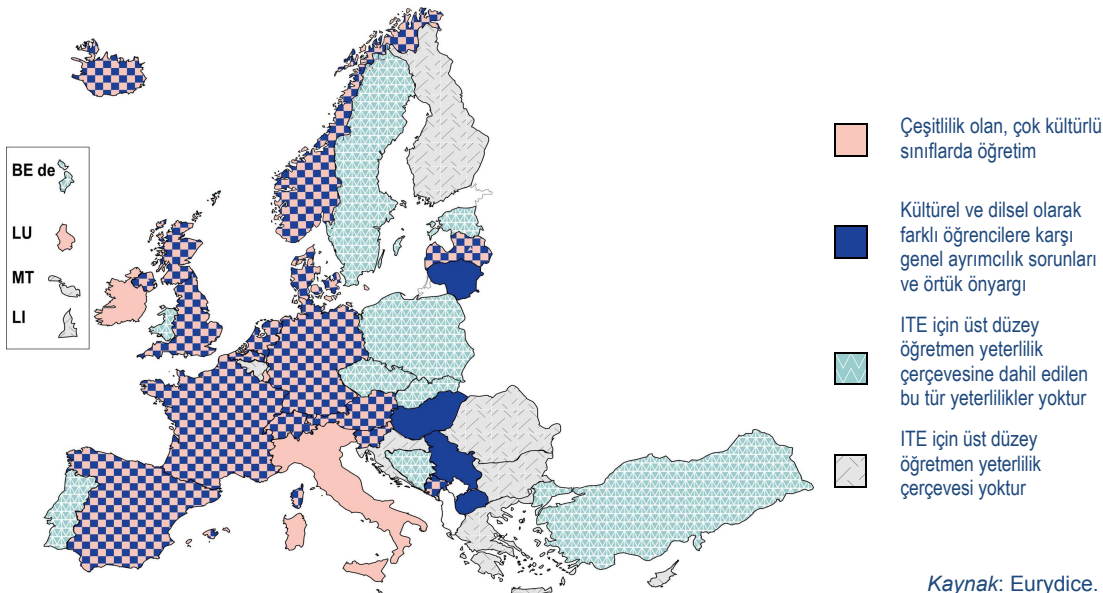 BE de
LU
MT
LI
Çeşitlilik olan, çok kültürlü
sınıflarda öğretim
Kültürel ve dilsel olarak
farklı öğrencilere karşı
genel ayrımcılık sorunları
ve örtük önyargı
ITE için üst düzey
öğretmen yeterlilik
çerçevesine dahil edilen
bu tür yeterlilikler yoktur
ITE için üst düzey
öğretmen yeterlilik
çerçevesi yoktur
Kaynak: Eurydice.